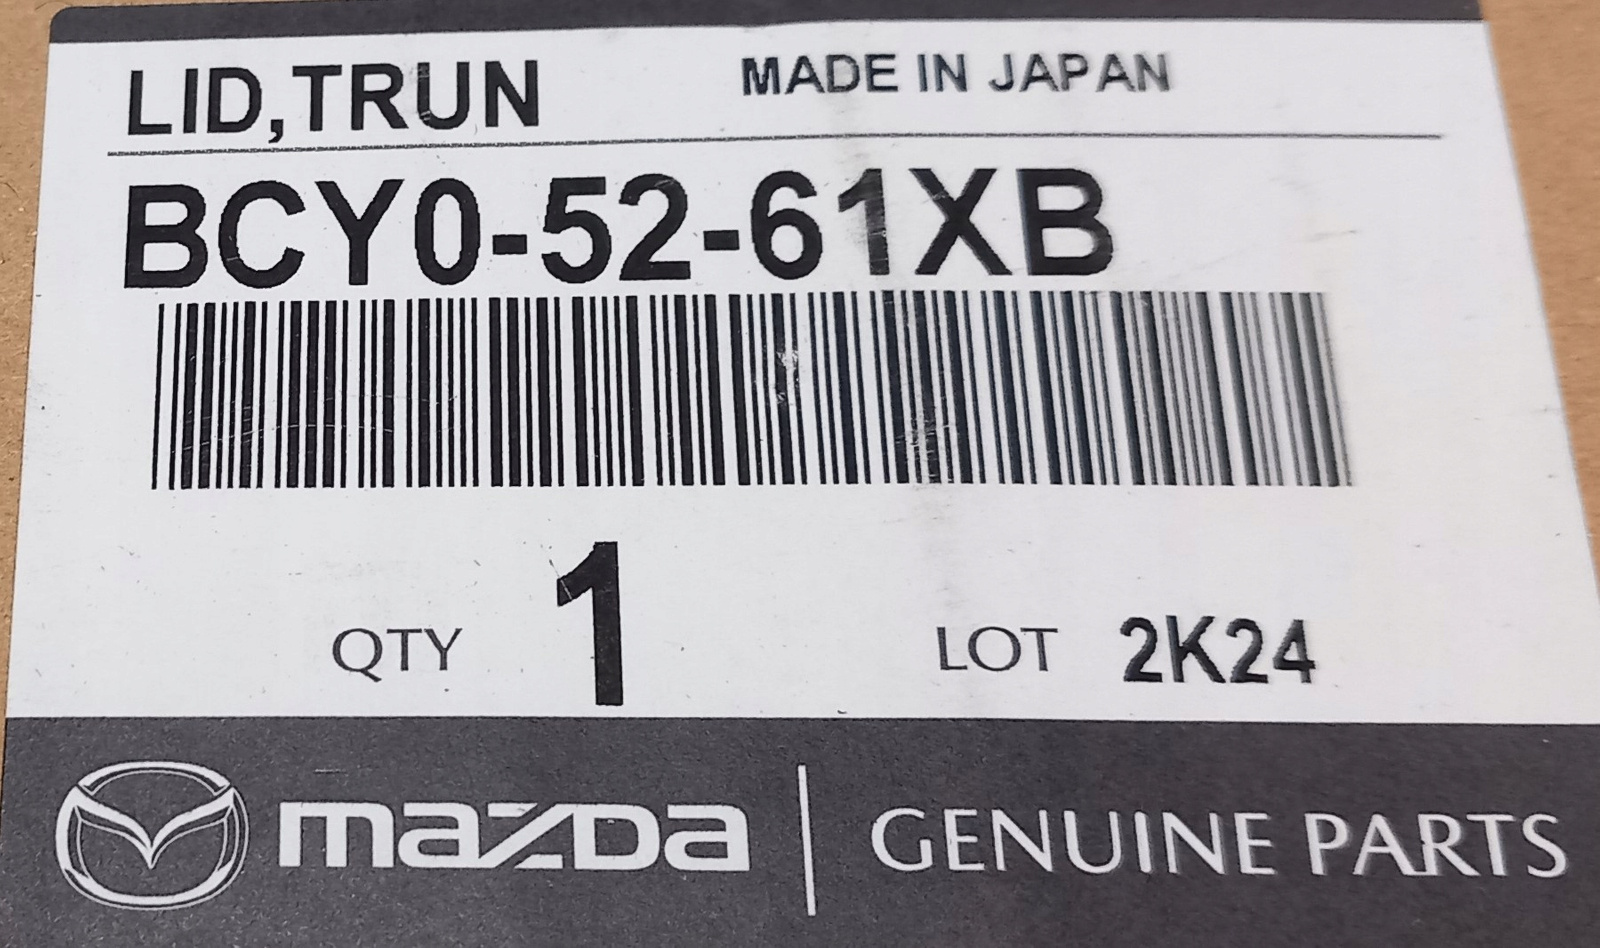 LID,TRUN
MADE IN JAPAN
BCY0-52-61XB
QTY 1
LOT 2K24
mazda | GENUINE PARTS